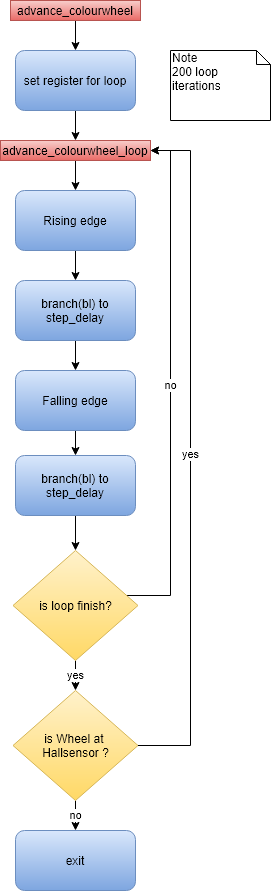 advance_colourwheel
set register for loop
Note
200 loop
iterations
advance_colourwheel_loop
Rising edge
branch(bl) to
step_delay
Falling edge
no
yes
branch(bl) to
step_delay
is loop finish?
yes
is Wheel at
Hallsensor ?
no
exit